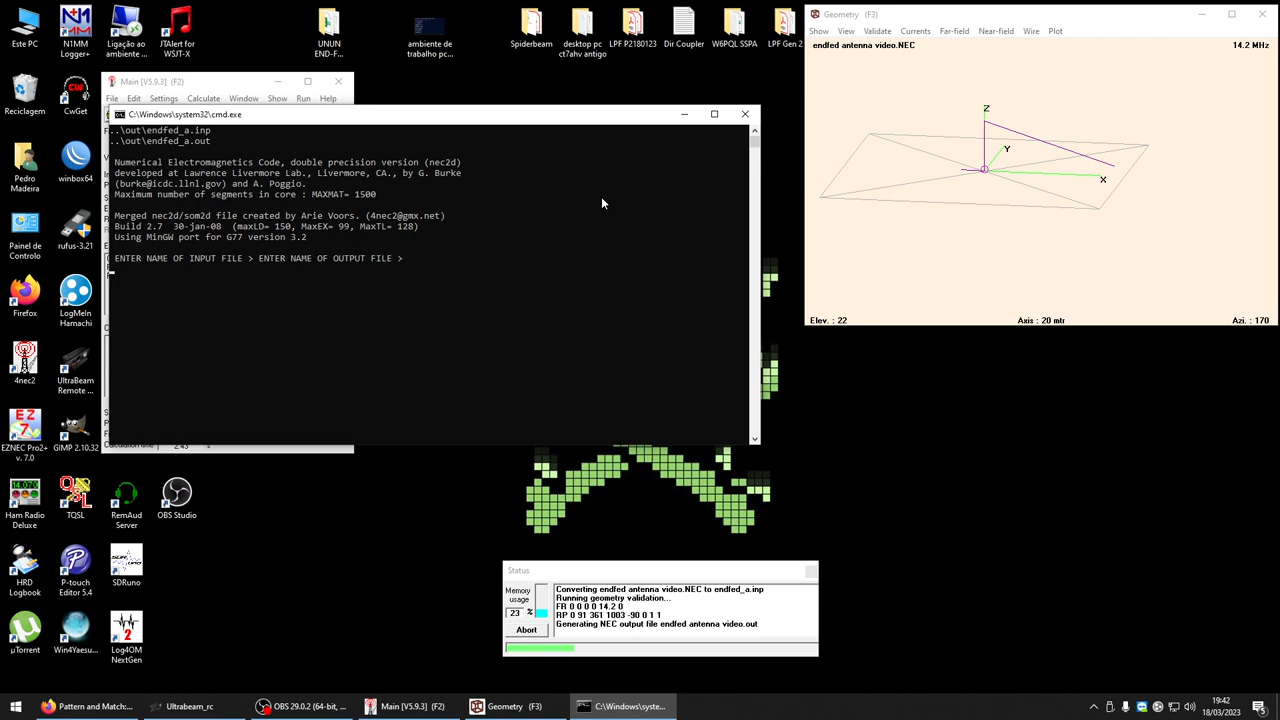 Este PC
N1MM Logger+
Ligação ao ambiente ...
JTAlert for WSJT-X
UNUN END-F...
ambiente de trabalho pc...
Spiderbeam
desktop pc ct7ahv antigo
LPF P2180123
Dir Coupler
W6PQL SSPA
LPF Gen 2
Reciclagem
CwGet
Pedro Madeira
winbox64
Painel de Controlo
rufus-3.21
Firefox
LogMeIn Hamachi
4nec2
UltraBeam Remote ...
EZNEC Pro2+ v. 7.0
GIMP 2.10.32
Ham Radio Deluxe
TQSL
RemAud Server
OBS Studio
HRD Logbook
P-touch Editor 5.4
SDRuno
µTorrent
Win4Yaesu...
Log4OM NextGen
Main [V5.9.3] (F2)
File Edit Settings Calculate Window Show Run Help
C:\Windows\system32\cmd.exe
..\out\endfed_a.inp
..\out\endfed_a.out
Numerical Electromagnetics Code, double precision version (nec2d)
developed at Lawrence Livermore Lab., Livermore, CA., by G. Burke
(burke@icdc.llnl.gov) and A. Poggio.
Maximum number of segments in core : MAXMAT= 1500
Merged nec2d/som2d file created by Arie Voors. (4nec2@gmx.net)
Build 2.7 30-jan-08 (maxLD= 150, MaxEX= 99, MaxTL= 128)
Using MinGW port for G77 version 3.2
ENTER NAME OF INPUT FILE > ENTER NAME OF OUTPUT FILE >
Geometry (F3)
Show View Validate Currents Far-field Near-field Wire Plot
endfed antenna video.NEC 14.2 MHz
Z
Y
X
Elev. : 22 Axis : 20 mtr Azi. : 170
Status
Memory usage
23 %
Abort
Converting endfed antenna video.NEC to endfed_a.inp
Running geometry validation...
FR 0 0 0 0 14.2 0
RP 0 91 361 1003 -90 0 1 1
Generating NEC output file endfed antenna video.out
Pattern and Match:...
Ultrabeam_rc
OBS 29.0.2 (64-bit, ...
Main [V5.9.3] (F2)
Geometry (F3)
C:\Windows\syste...
19:42
18/03/2023